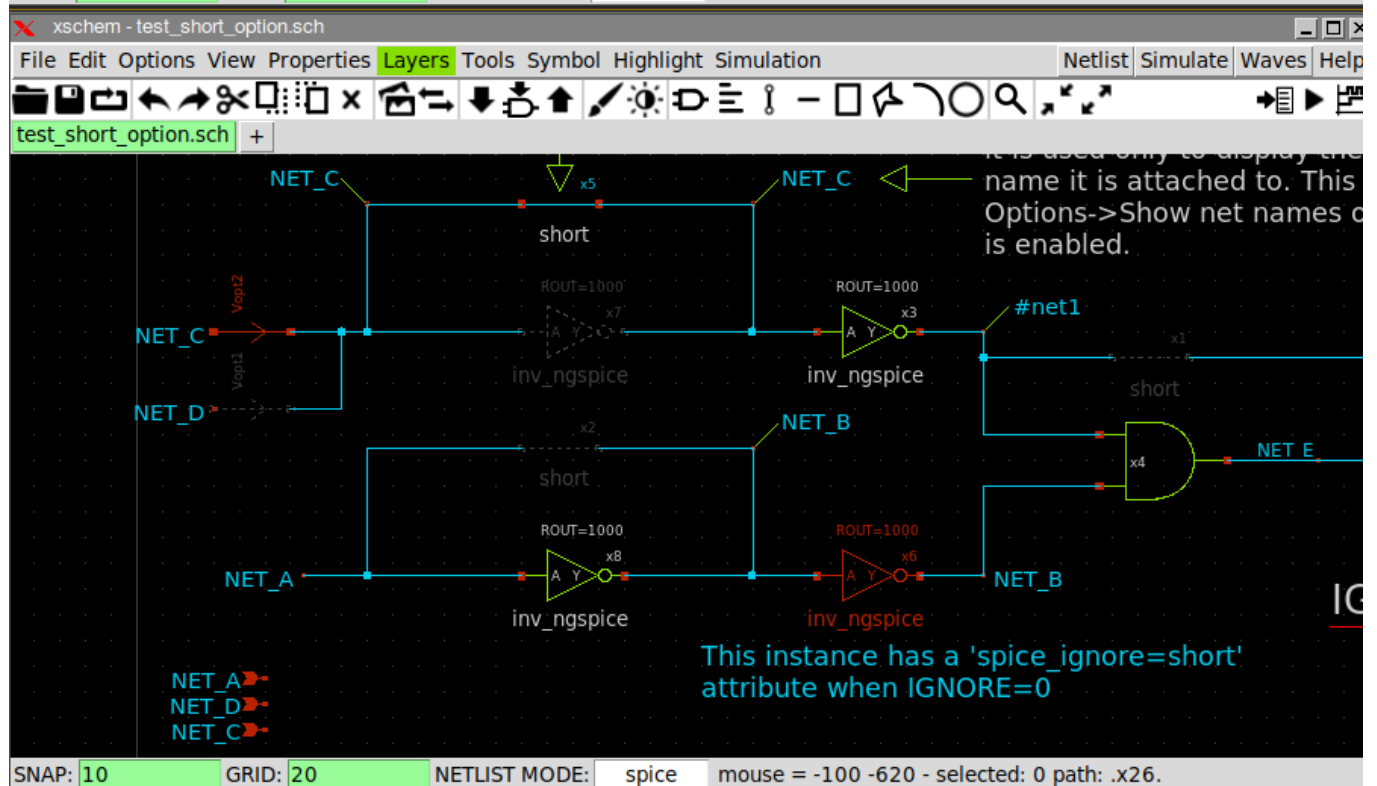 xschem - test_short_option.sch
File Edit Options View Properties Layers Tools Symbol Highlight Simulation Netlist Simulate Waves Help
test_short_option.sch +
name it is attached to. This
Options->Show net names
is enabled.
NET_C
x5
NET_C
short
Vopt2
ROUT=1000
x7
ROUT=1000
x3
#net1
NET_C
A Y
A Y
x1
inv_ngspice
inv_ngspice
short
Vopt1
NET_D
x2
NET_B
short
x4
NET_E
ROUT=1000
x8
ROUT=1000
x6
NET_A
A Y
A Y
NET_B
inv_ngspice
inv_ngspice
This instance has a 'spice_ignore=short'
attribute when IGNORE=0
NET_A
NET_D
NET_C
SNAP: 10 GRID: 20 NETLIST MODE: spice mouse = -100 -620 - selected: 0 path: .x26.